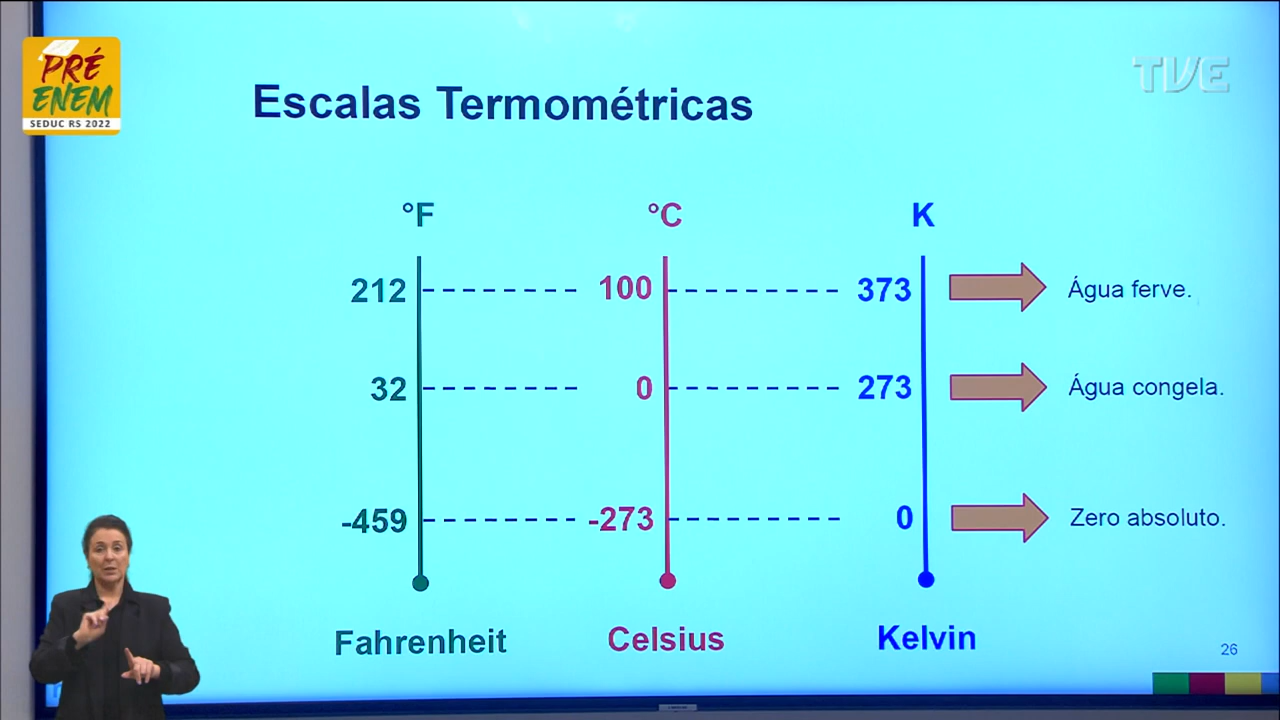 PRÉ
ENEM
SEDUC RS 2022
TVE
Escalas Termométricas
°F °C K
212 100 373 Água ferve.
32 0 273 Água congela.
-459 -273 0 Zero absoluto.
Fahrenheit Celsius Kelvin
26